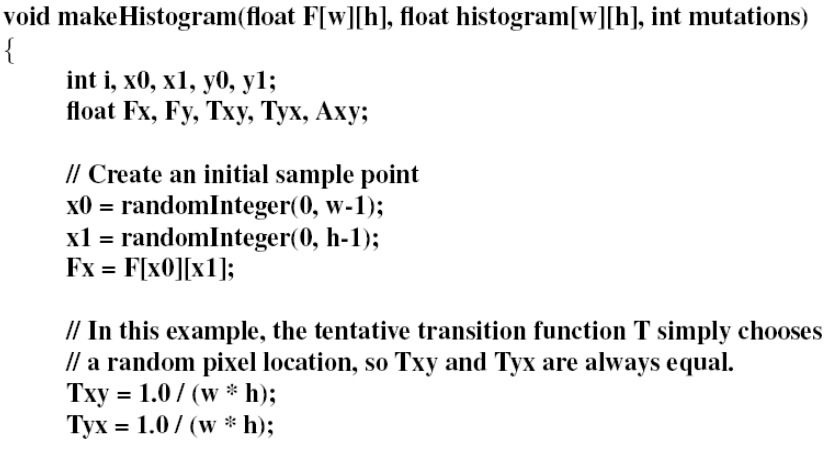 void makeHistogram(float F[w][h], float histogram[w][h], int mutations)
{
int i, x0, x1, y0, y1;
float Fx, Fy, Txy, Tyx, Axy;
// Create an initial sample point
x0 = randomInteger(0, w-1);
x1 = randomInteger(0, h-1);
Fx = F[x0][x1];
// In this example, the tentative transition function T simply chooses
// a random pixel location, so Txy and Tyx are always equal.
Txy = 1.0 / (w * h);
Tyx = 1.0 / (w * h);